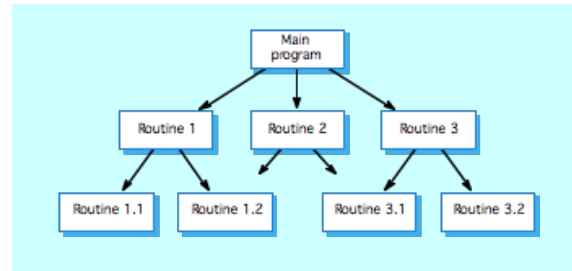 Main
program
Routine 1
Routine 2
Routine 3
Routine 1.1
Routine 1.2
Routine 3.1
Routine 3.2